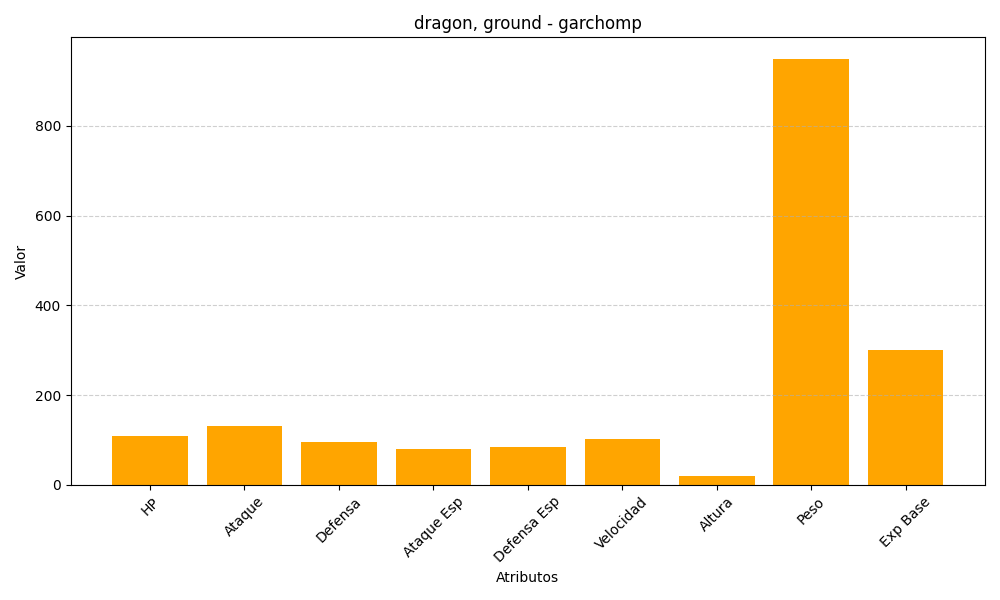 dragon, ground - garchomp
Valor
800
600
400
200
0
HP
Ataque
Defensa
Ataque Esp
Defensa Esp
Velocidad
Altura
Peso
Exp Base
Atributos